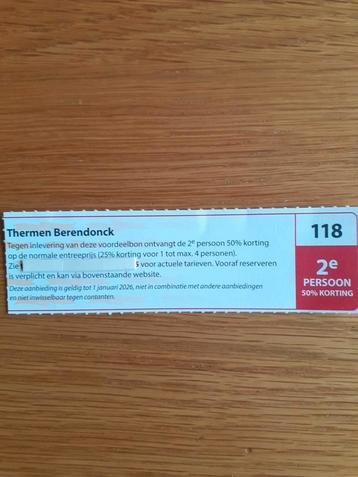 Thermen Berendonck
Tegen inlevering van deze voordeelbon ontvangt de 2e persoon 50% korting
op de normale entreeprijs (25% korting voor 1 tot max. 4 personen).
Zie voor actuele tarieven. Vooraf reserveren
is verplicht en kan via bovenstaande website.
Deze aanbieding is geldig tot 1 januari 2026, niet in combinatie met andere aanbiedingen
en niet inwisselbaar tegen contanten.
118
2e
PERSOON
50% KORTING